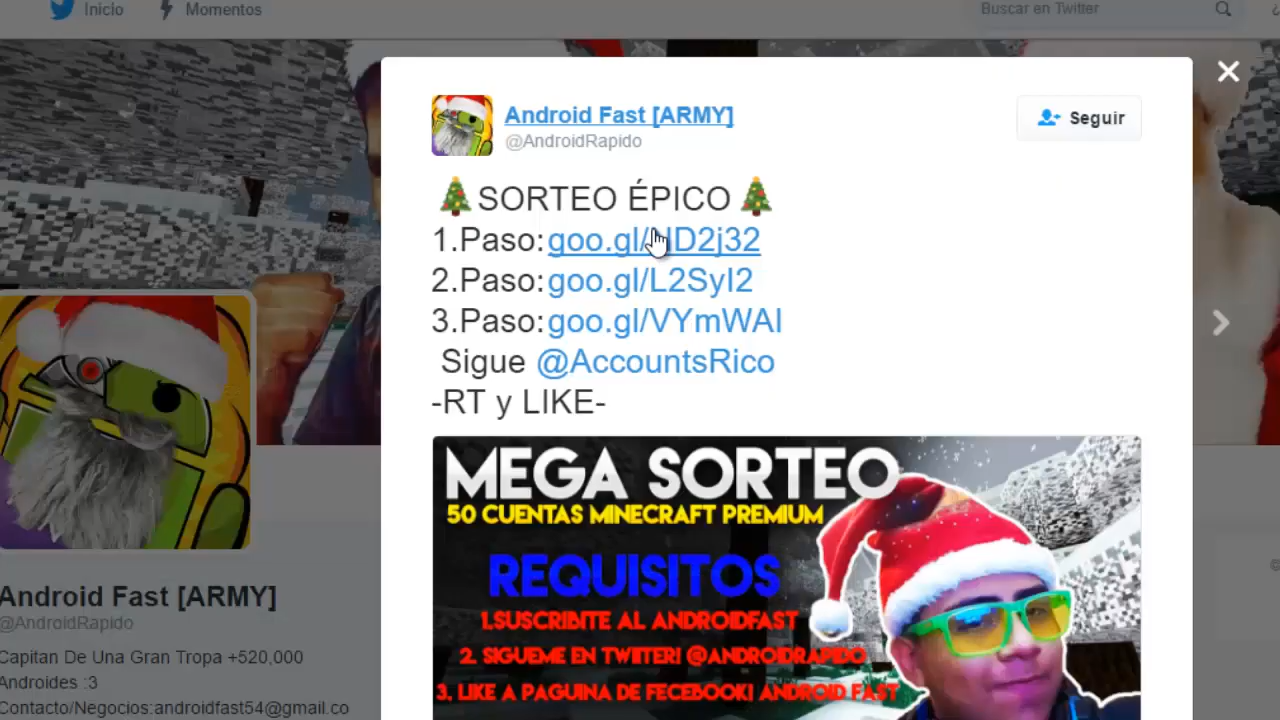 Inicio
Momentos
Buscar en Twitter
Android Fast [ARMY]
@AndroidRapido
Seguir
🎄SORTEO ÉPICO🎄
1.Paso:
2.Paso:goo.gl/L2SyI2
3.Paso:goo.gl/VYmWAI
Sigue @AccountsRico
-RT y LIKE-
MEGA SORTEO
50 CUENTAS MINECRAFT PREMIUM
REQUISITOS
1.SUSCRIBITE AL ANDROIDFAST
2. SIGUEME EN TWITTER! @ANDROIDRAPIDO
3. LIKE A PAGUINA DE FECEBOOK! ANDROID FAST
Android Fast [ARMY]
@AndroidRapido
Capitan De Una Gran Tropa +520,000
Androides :3
Contacto/Negocios:androidfast54@gmail.co